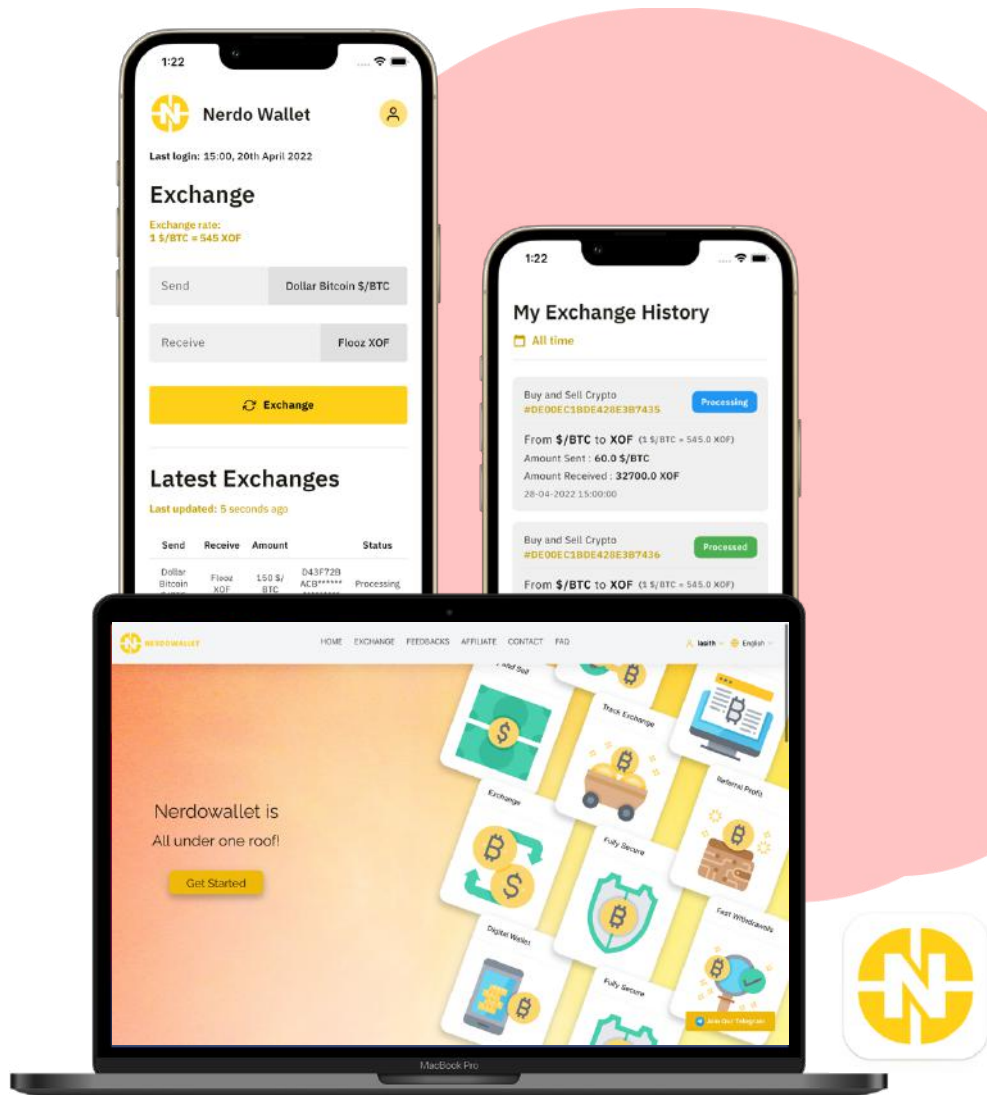 1:22
Nerdo Wallet
Last login: 15:00, 20th April 2022
Exchange
Exchange rate:
1 $/BTC = 545 XOF
Send Dollar Bitcoin $/BTC
Receive Flooz XOF
Exchange
Latest Exchanges
Last updated: 5 seconds ago
Send Receive Amount Status
Dollar
Bitcoin
Flooz
XOF
150 $/
BTC
D43F72B
ACB******
Processing
1:22
My Exchange History
All time
Buy and Sell Crypto
#DE00EC1BDE428E3B7435
Processing
From $/BTC to XOF (1 $/BTC = 545.0 XOF)
Amount Sent : 60.0 $/BTC
Amount Received : 32700.0 XOF
28-04-2022 15:00:00
Buy and Sell Crypto
#DE00EC1BDE428E3B7436
Processed
From $/BTC to XOF (1 $/BTC = 545.0 XOF)
NERDOWALLET HOME EXCHANGE FEEDBACKS AFFILIATE CONTACT FAQ lasith English
Nerdowallet is
All under one roof!
Get Started
Sell
Track Exchange
Referral Profit
Exchange
Fully Secure
Fast Withdrawals
Digital Wallet
Fully Secure
Join Our Telegram
MacBook Pro
N